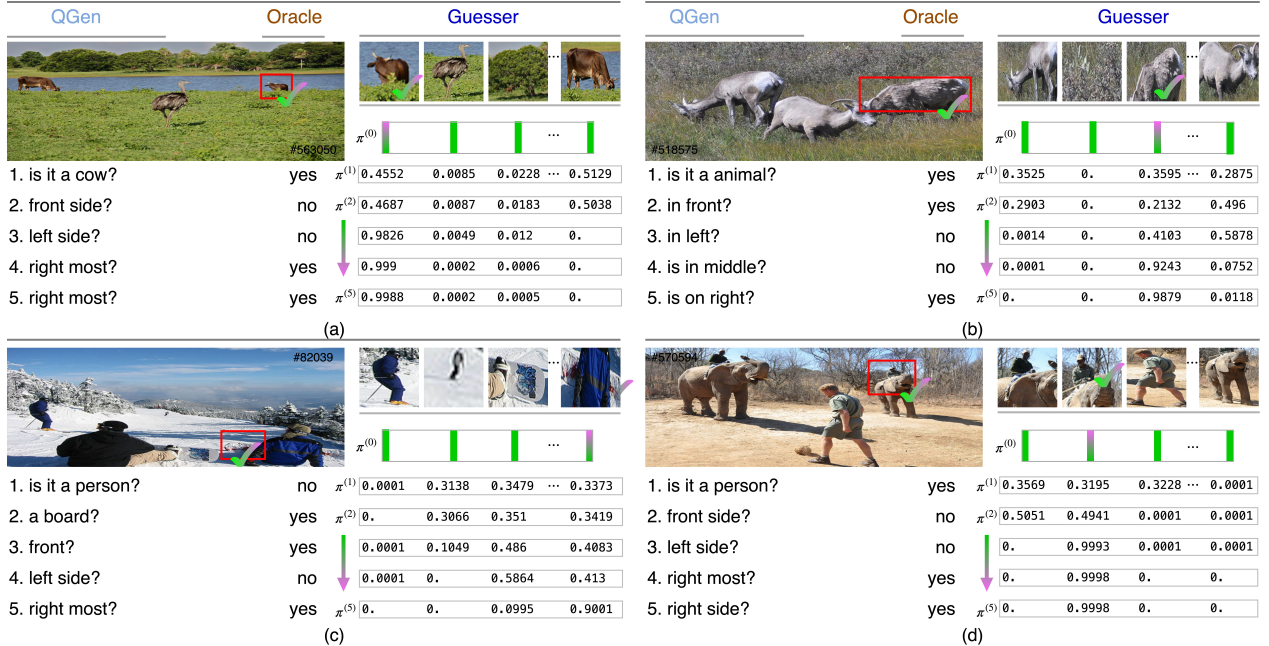 QGen Oracle Guesser
#563050
π(0) ...
1. is it a cow? yes π(1) 0.4552 0.0085 0.0228 ... 0.5129
2. front side? no π(2) 0.4687 0.0087 0.0183 0.5038
3. left side? no 0.9826 0.0049 0.012 0.
4. right most? yes 0.999 0.0002 0.0006 0.
5. right most? yes π(5) 0.9988 0.0002 0.0005 0.
(a)
QGen Oracle Guesser
#518575
π(0) ...
1. is it a animal? yes π(1) 0.3525 0. 0.3595 ... 0.2875
2. in front? yes π(2) 0.2903 0. 0.2132 0.496
3. in left? no 0.0014 0. 0.4103 0.5878
4. is in middle? no 0.0001 0. 0.9243 0.0752
5. is on right? yes π(5) 0. 0. 0.9879 0.0118
(b)
#82039
π(0) ...
1. is it a person? no π(1) 0.0001 0.3138 0.3479 ... 0.3373
2. a board? yes π(2) 0. 0.3066 0.351 0.3419
3. front? yes 0.0001 0.1049 0.486 0.4083
4. left side? no 0.0001 0. 0.5864 0.413
5. right most? yes π(5) 0. 0. 0.0995 0.9001
(c)
#570594
π(0) ...
1. is it a person? yes π(1) 0.3569 0.3195 0.3228 ... 0.0001
2. front side? no π(2) 0.5051 0.4941 0.0001 0.0001
3. left side? no 0. 0.9993 0.0001 0.0001
4. right most? yes 0. 0.9998 0. 0.
5. right side? yes π(5) 0. 0.9998 0. 0.
(d)